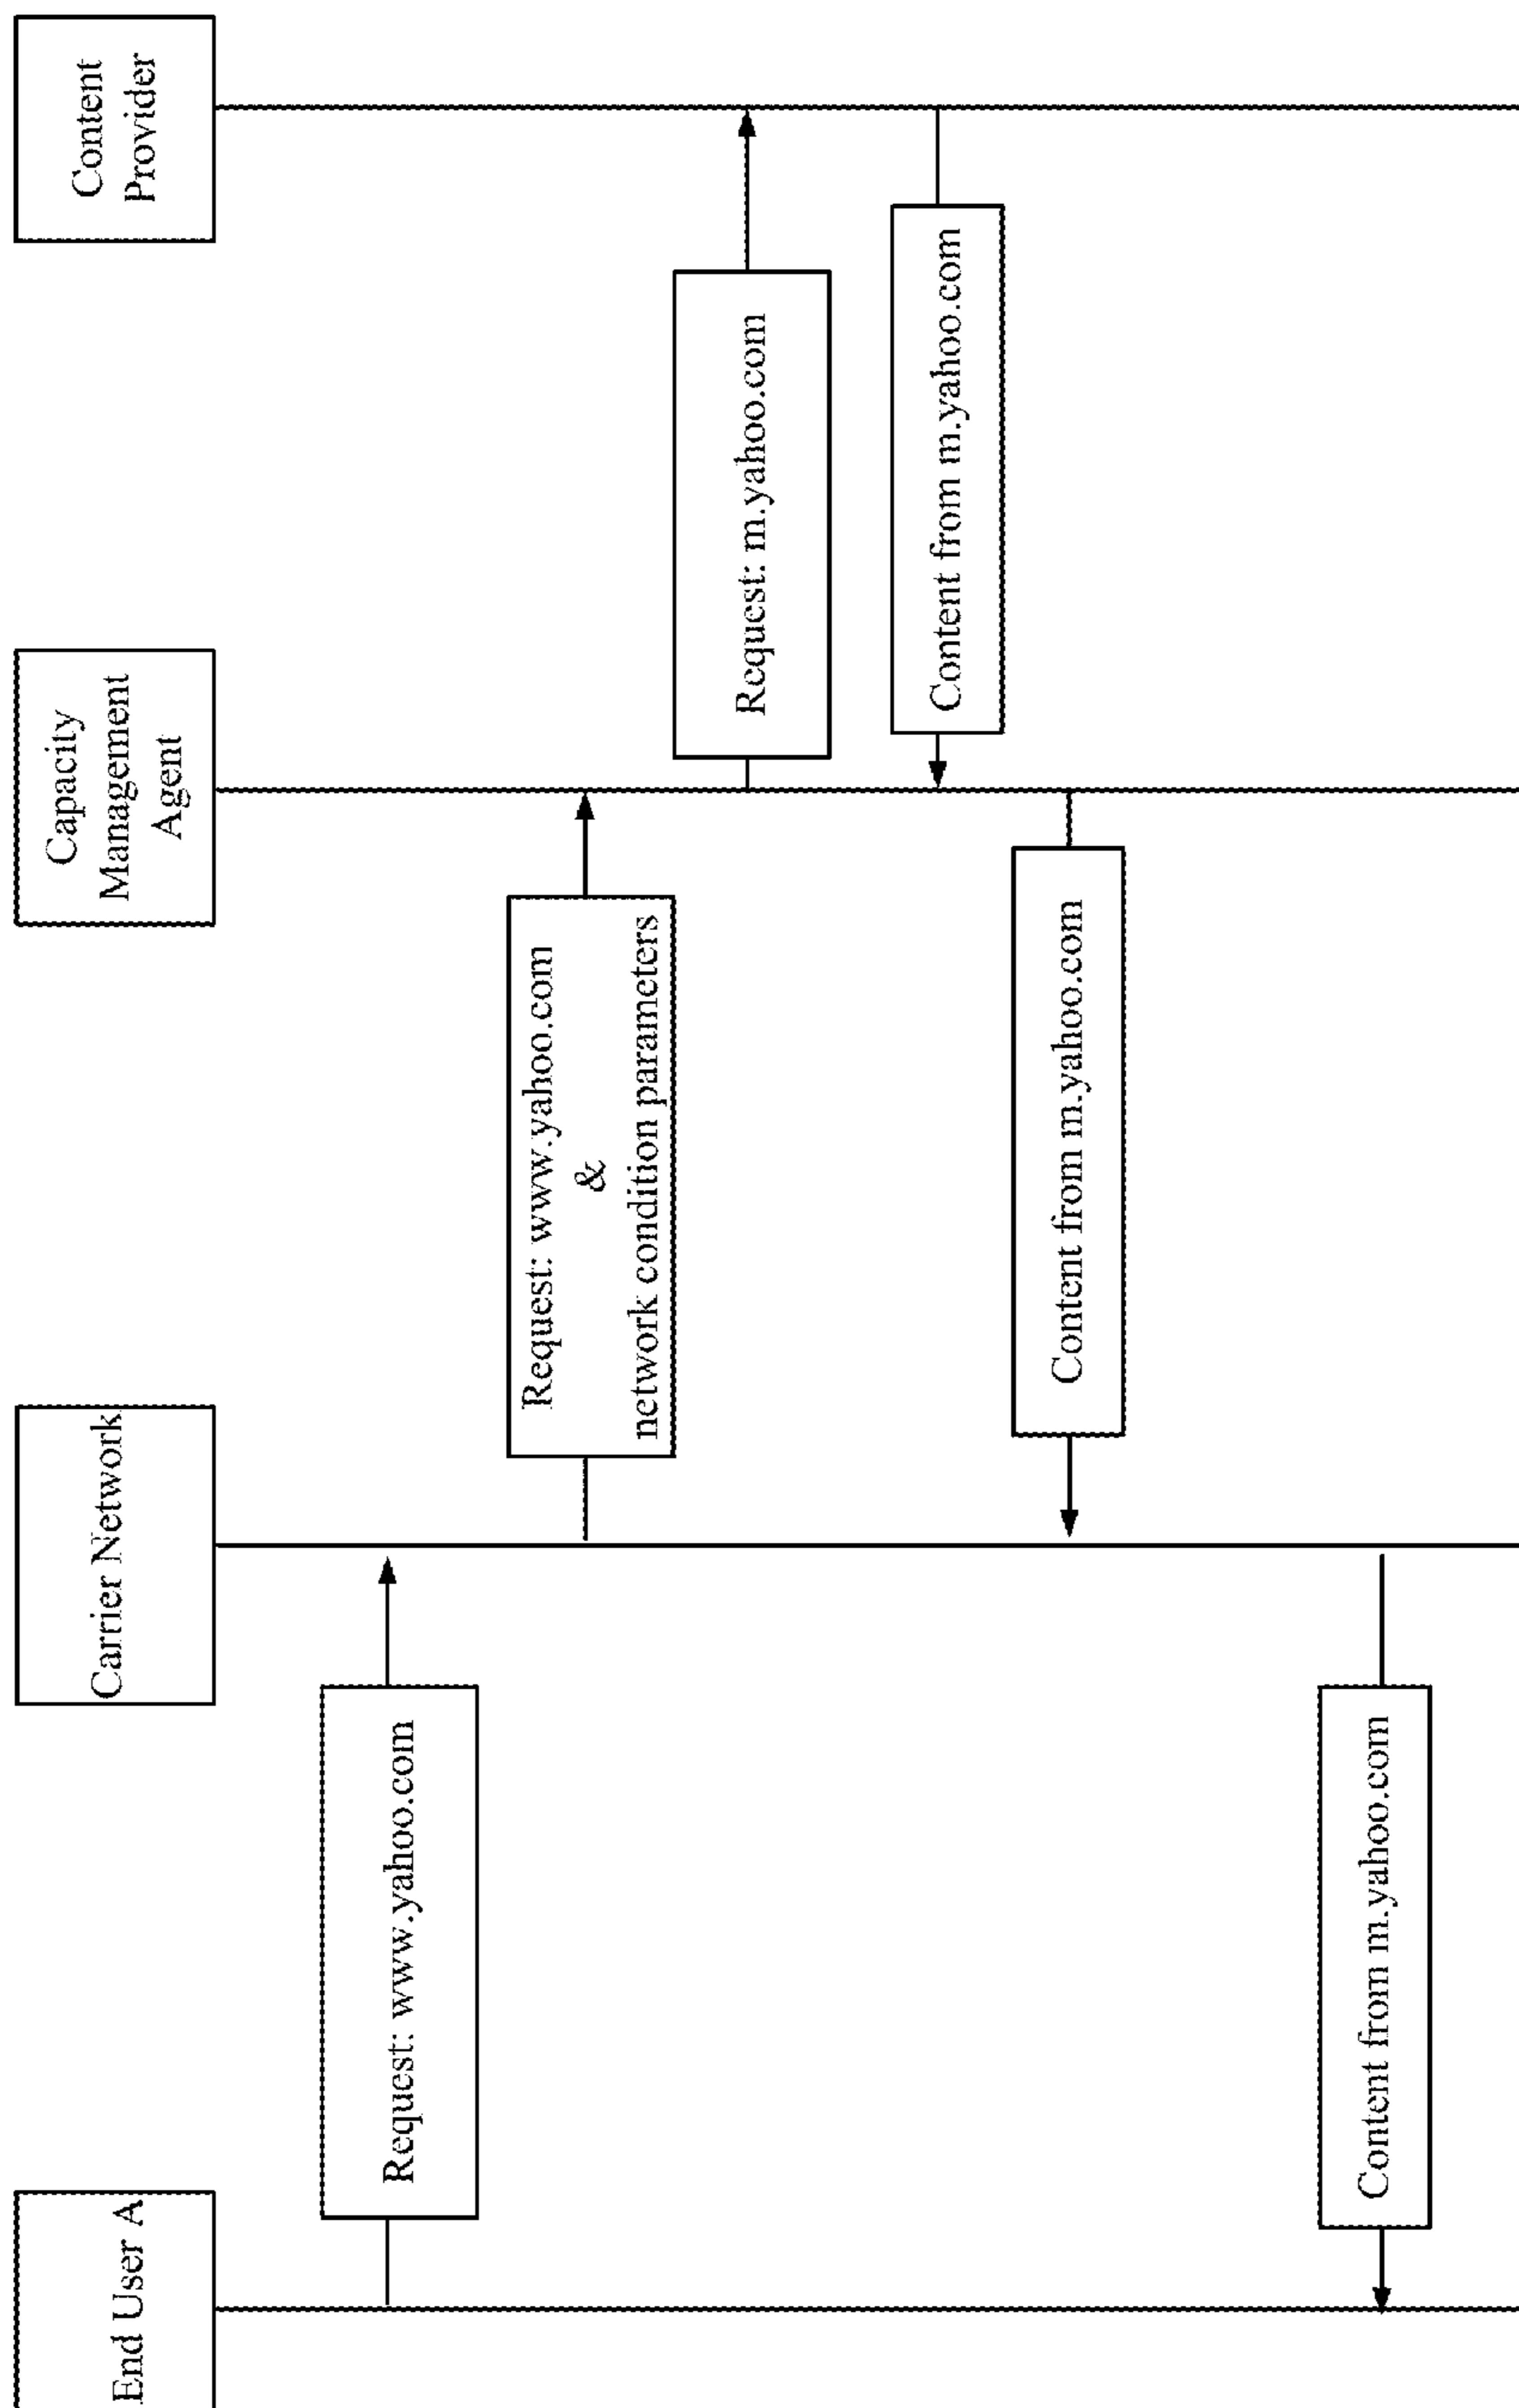 End User A
Carrier Network
Capacity
Management
Agent
Content
Provider
Request: www.yahoo.com
Request: www.yahoo.com
&
network condition parameters
Request: m.yahoo.com
Content from m.yahoo.com
Content from m.yahoo.com
Content from m.yahoo.com